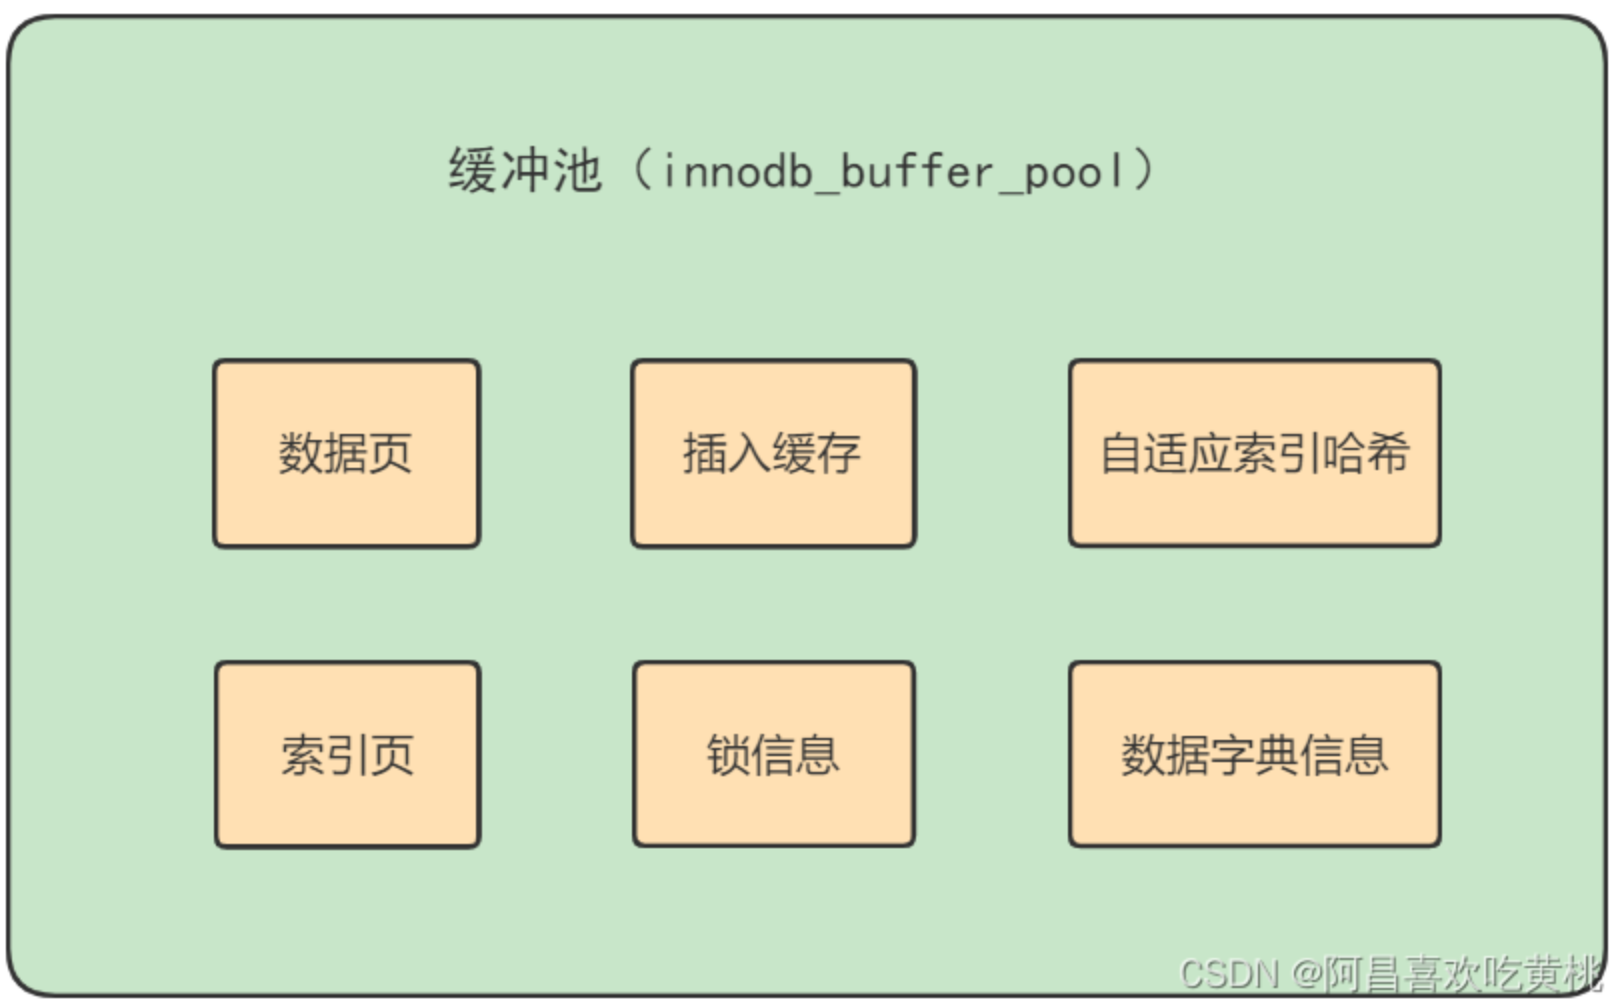 缓冲池（innodb_buffer_pool）
数据页
插入缓存
自适应索引哈希
索引页
锁信息
数据字典信息
CSDN @阿昌喜欢吃黄桃